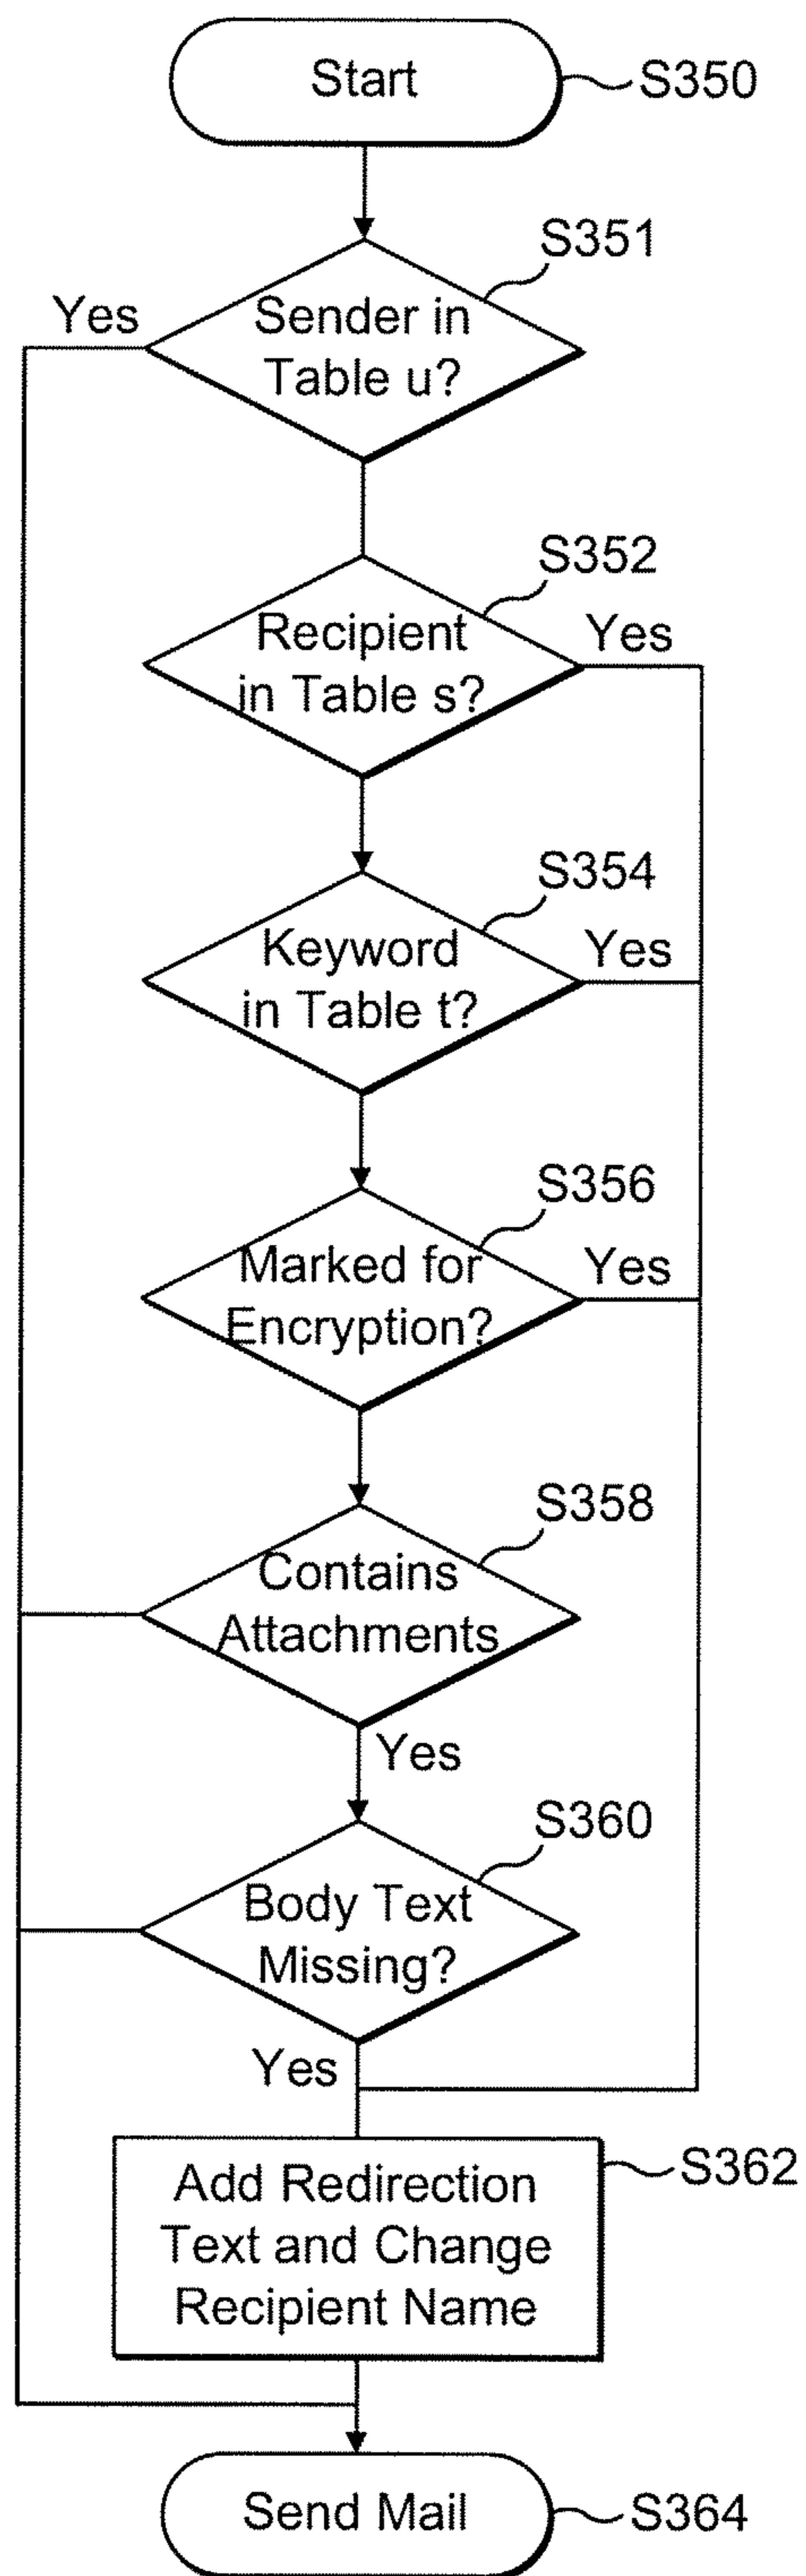 Start
S350
S351
Yes
Sender in
Table u?
S352
Recipient
in Table s?
Yes
S354
Keyword
in Table t?
Yes
S356
Marked for
Encryption?
Yes
S358
Contains
Attachments
Yes
S360
Body Text
Missing?
Yes
S362
Add Redirection
Text and Change
Recipient Name
Send Mail
S364